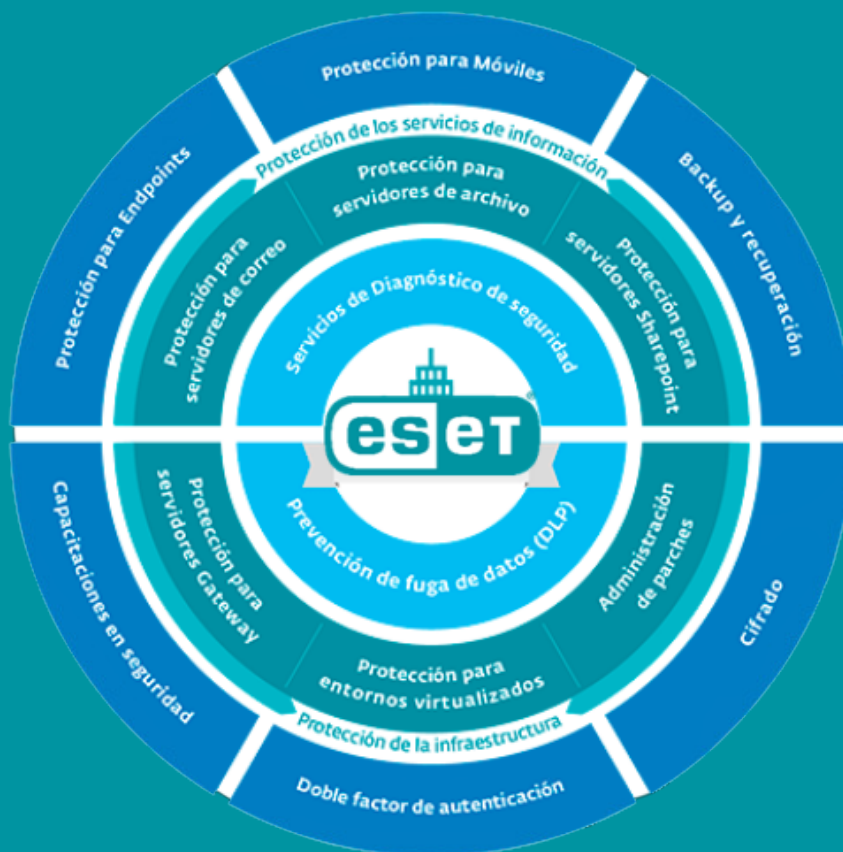 Protección para Móviles
Protección para Endpoints
Backup y recuperación
Protección de los servicios de información
Protección para
servidores de archivo
Protección para
servidores de correo
Protección para
servidores Sharepoint
Servicios de Diagnóstico de seguridad
eseT
®
Prevención de fuga de datos (DLP)
Protección para
servidores Gateway
Administración
de parches
Protección para
entornos virtualizados
Protección de la infraestructura
Capacitaciones en seguridad
Cifrado
Doble factor de autenticación